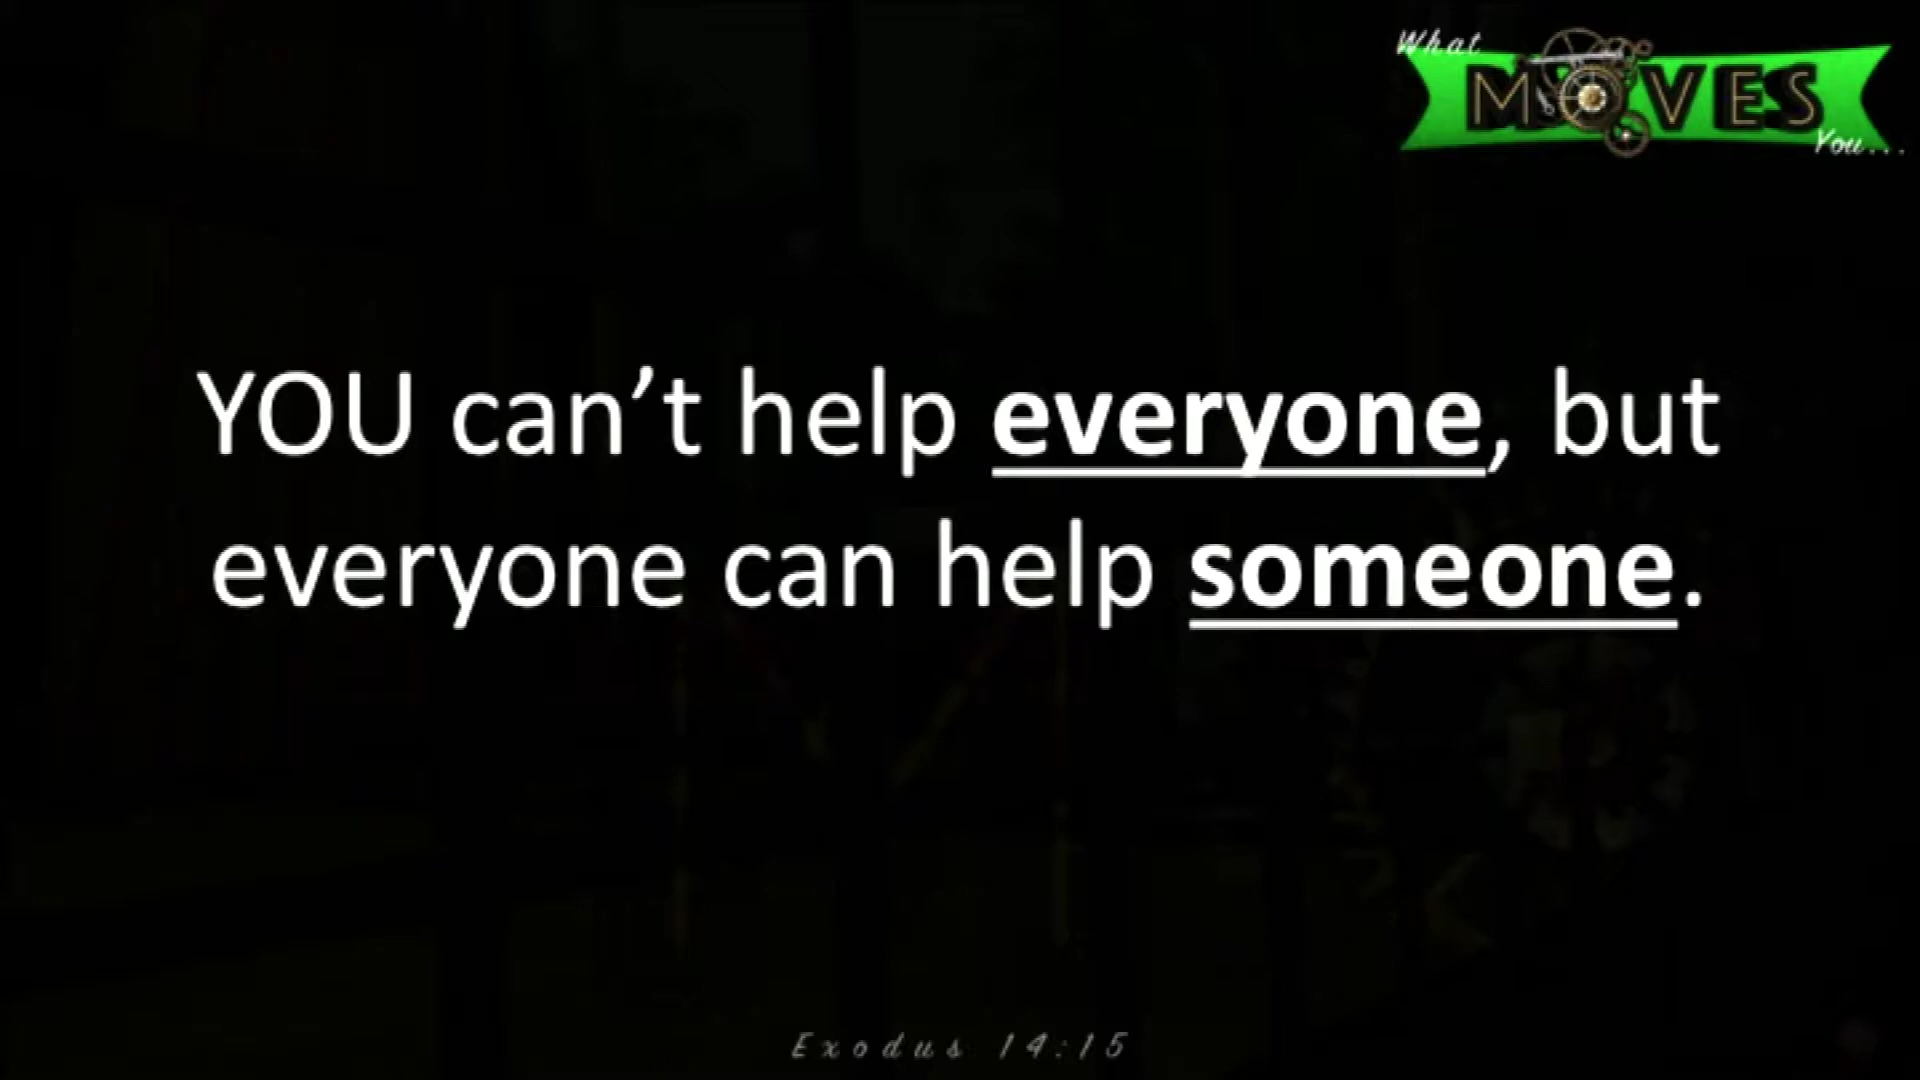 What
MOVES
You...
YOU can’t help everyone, but
everyone can help someone.
Exodus 14:15